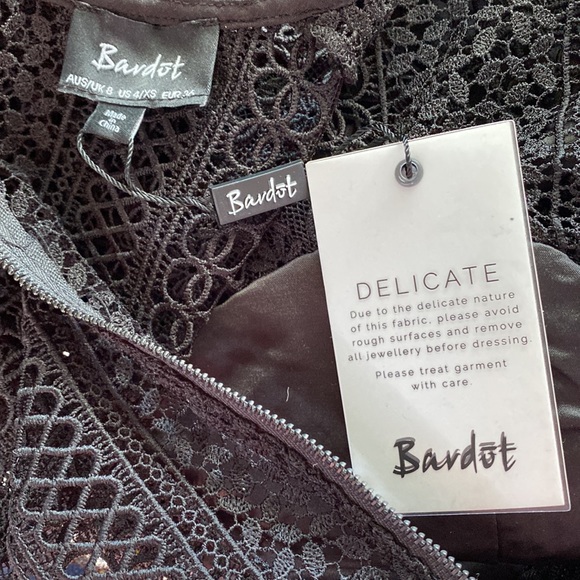 Bardot
AUS/UK 8 US 4/XS EUR 36
Made
in
China
Bardot
DELICATE
Due to the delicate nature
of this fabric, please avoid
rough surfaces and remove
all jewellery before dressing.
Please treat garment
with care.
Bardot